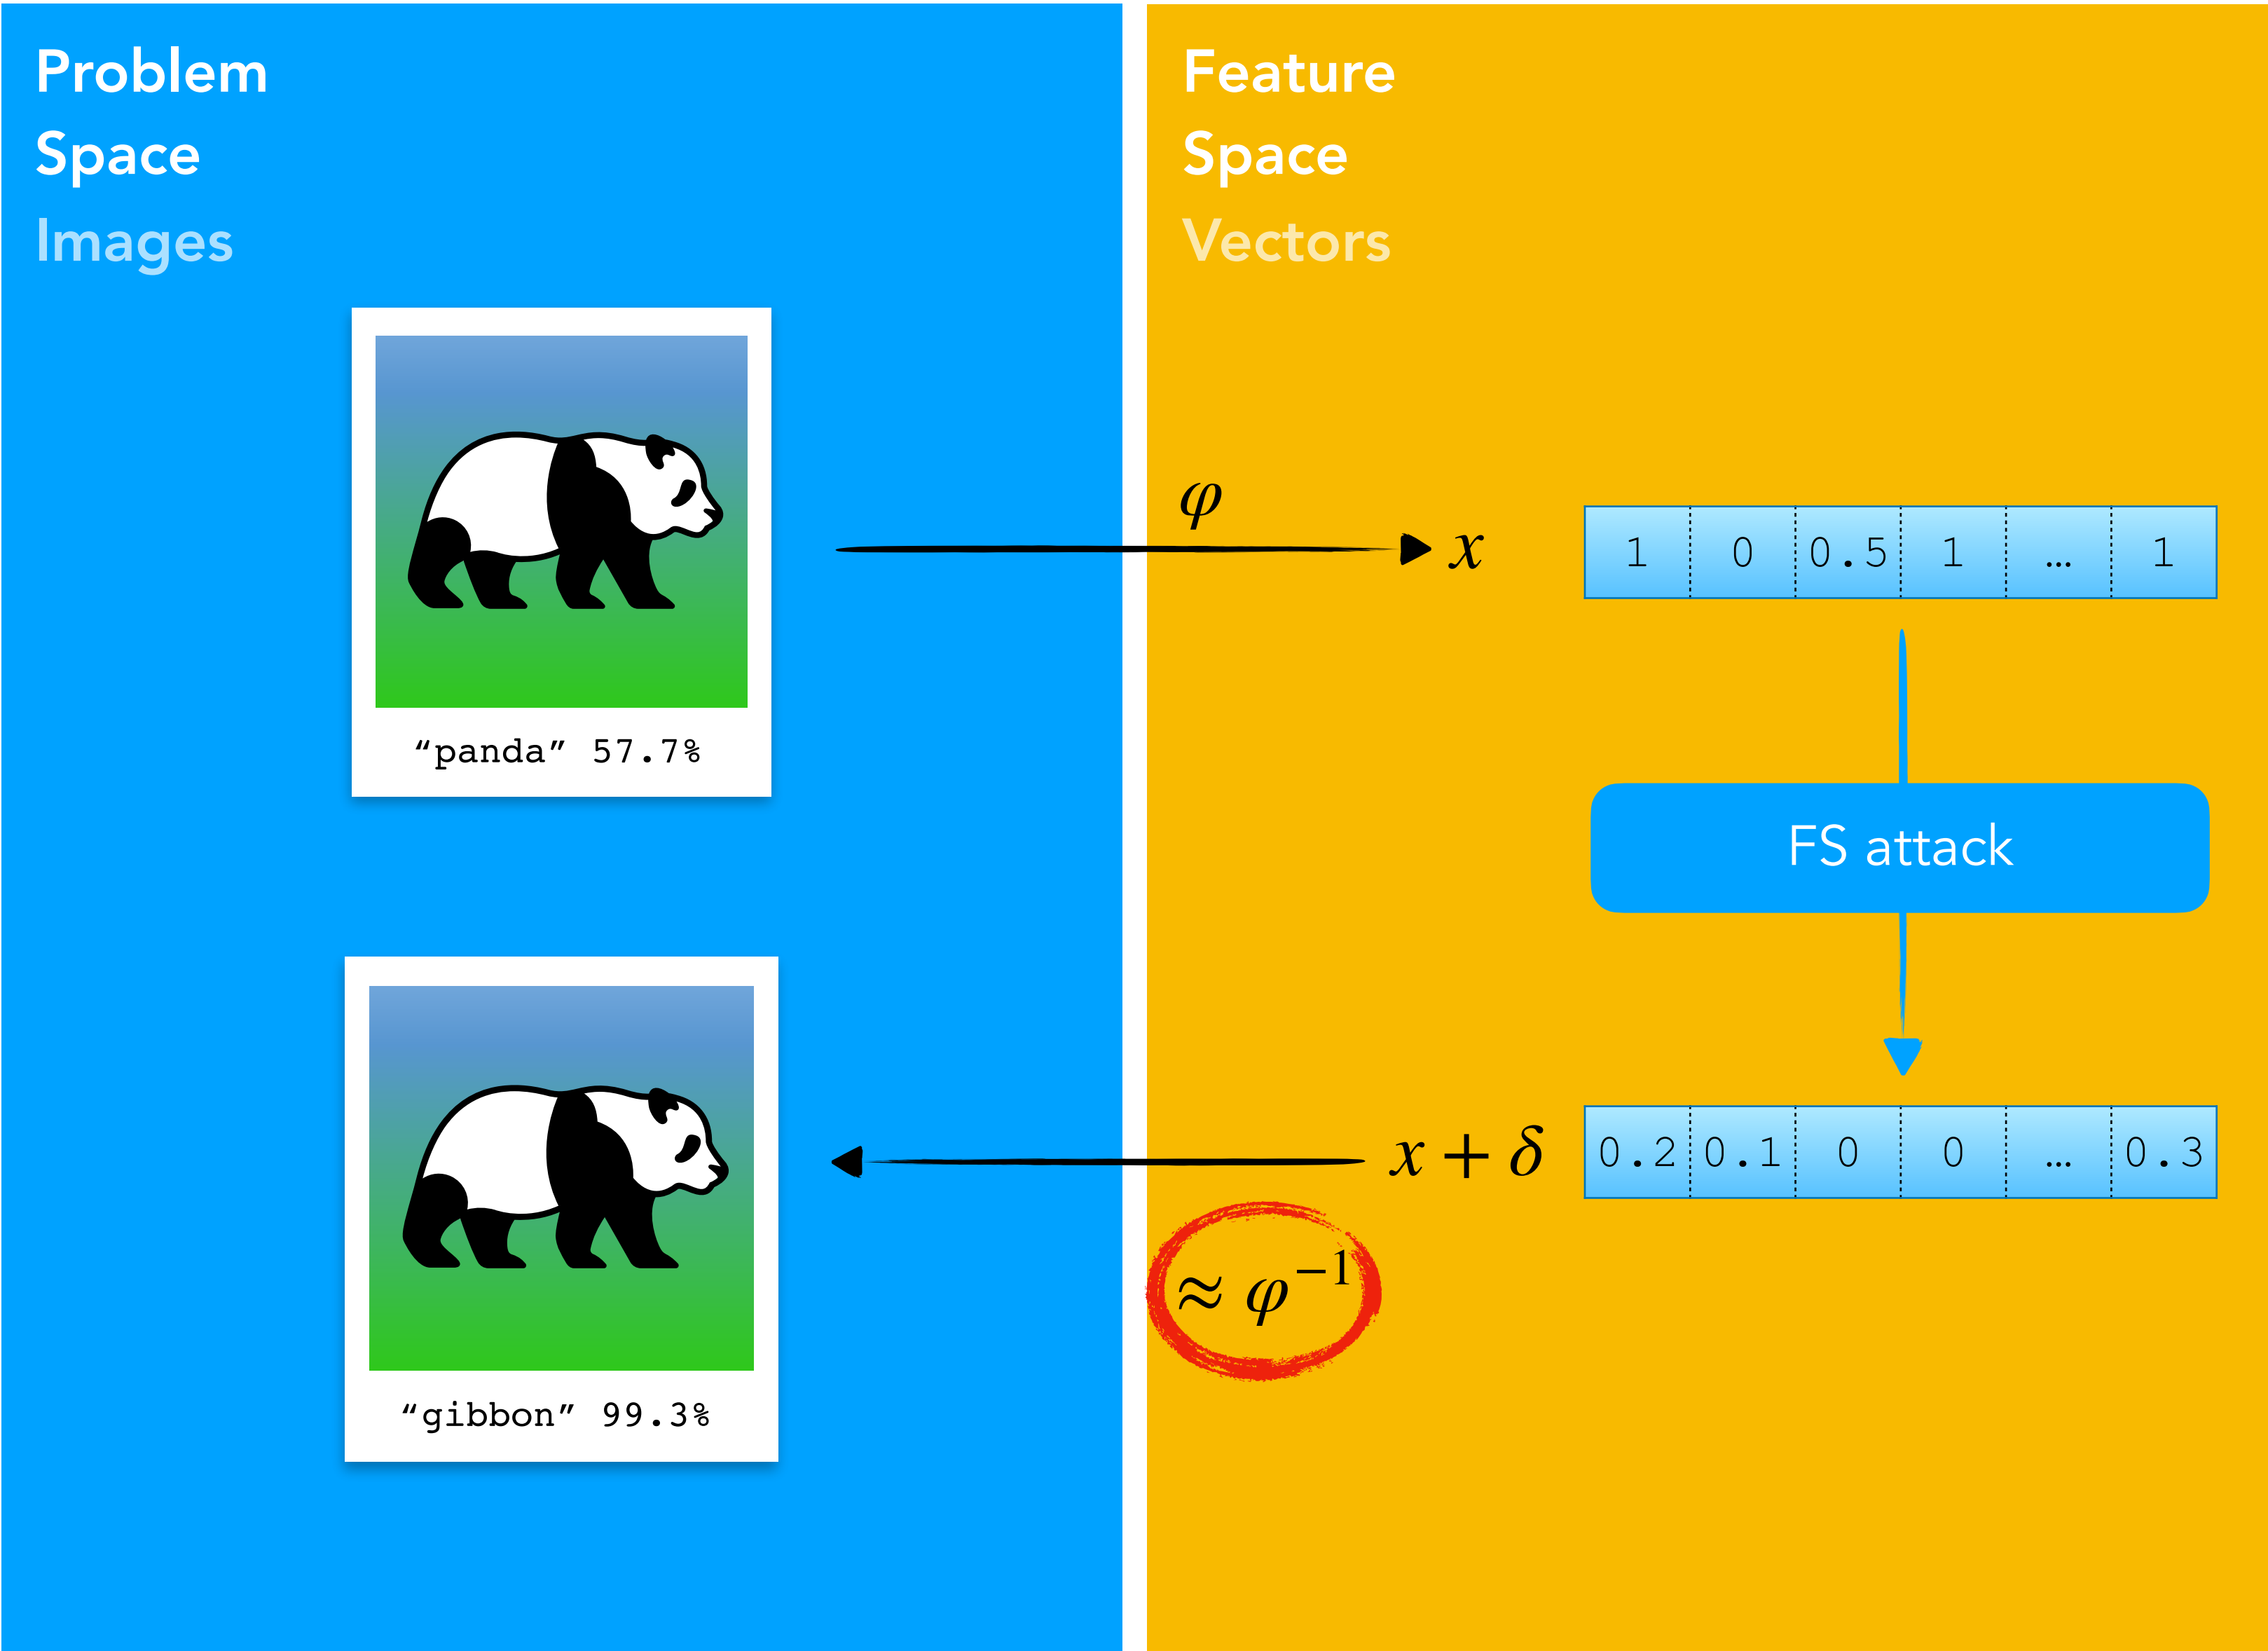 Problem
Space
Images
“panda” 57.7%
“gibbon” 99.3%
Feature
Space
Vectors
φ
x
1 0 0.5 1 … 1
FS attack
x + δ
0.2 0.1 0 0 … 0.3
≈ φ⁻¹